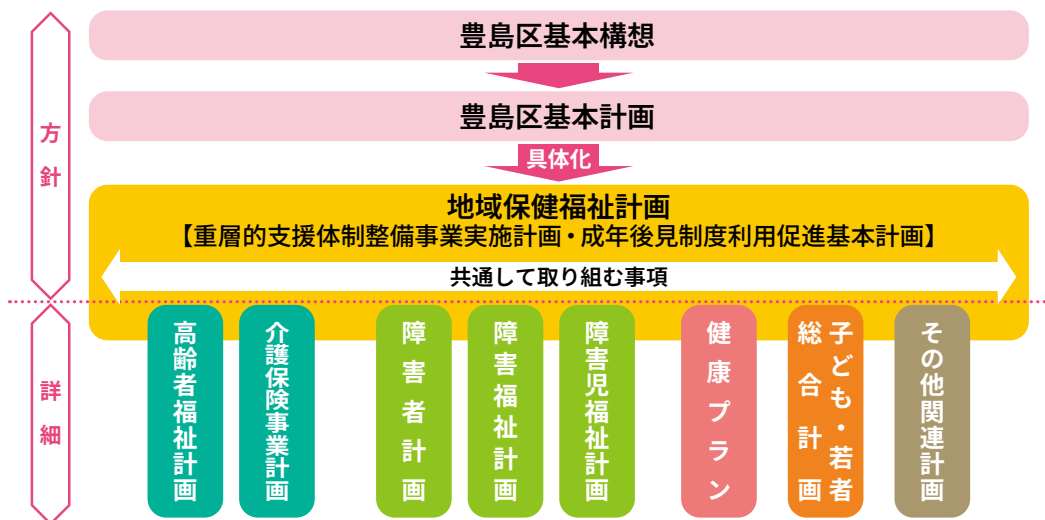 豊島区基本構想
豊島区基本計画
具体化
地域保健福祉計画
【重層的支援体制整備事業実施計画・成年後見制度利用促進基本計画】
共通して取り組む事項
方針
詳細
高齢者福祉計画
介護保険事業計画
障害者計画
障害福祉計画
障害児福祉計画
健康プラン
子ども・若者
総合計画
その他関連計画